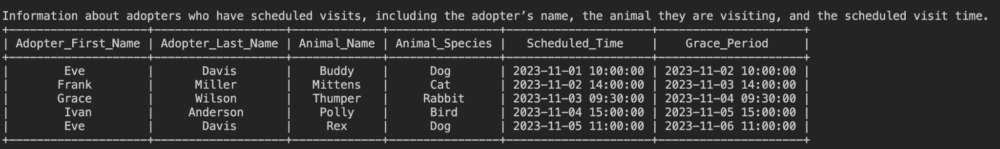 Information about adopters who have scheduled visits, including the adopter’s name, the animal they are visiting, and the scheduled visit time.
+--------------------+-------------------+-------------+----------------+---------------------+---------------------+
| Adopter_First_Name | Adopter_Last_Name | Animal_Name | Animal_Species |    Scheduled_Time   |     Grace_Period    |
+--------------------+-------------------+-------------+----------------+---------------------+---------------------+
|        Eve         |       Davis       |    Buddy    |      Dog       | 2023-11-01 10:00:00 | 2023-11-02 10:00:00 |
|       Frank        |      Miller       |   Mittens   |      Cat       | 2023-11-02 14:00:00 | 2023-11-03 14:00:00 |
|       Grace        |      Wilson       |   Thumper   |     Rabbit     | 2023-11-03 09:30:00 | 2023-11-04 09:30:00 |
|        Ivan        |     Anderson      |    Polly    |      Bird      | 2023-11-04 15:00:00 | 2023-11-05 15:00:00 |
|        Eve         |       Davis       |     Rex     |      Dog       | 2023-11-05 11:00:00 | 2023-11-06 11:00:00 |
+--------------------+-------------------+-------------+----------------+---------------------+---------------------+